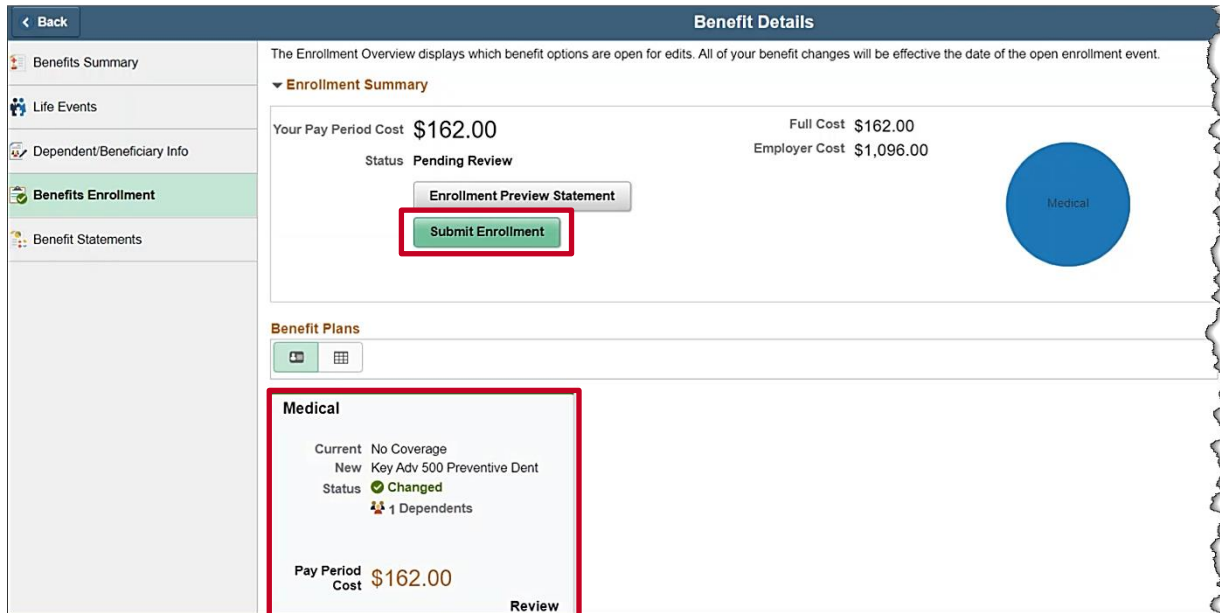 Back
Benefit Details
Benefits Summary
Life Events
Dependent/Beneficiary Info
Benefits Enrollment
Benefit Statements
The Enrollment Overview displays which benefit options are open for edits. All of your benefit changes will be effective the date of the open enrollment event.
Enrollment Summary
Your Pay Period Cost $162.00
Status Pending Review
Enrollment Preview Statement
Submit Enrollment
Full Cost $162.00
Employer Cost $1,096.00
Medical
Benefit Plans
Medical
Current No Coverage
New Key Adv 500 Preventive Dent
Status Changed
1 Dependents
Pay Period
Cost $162.00
Review